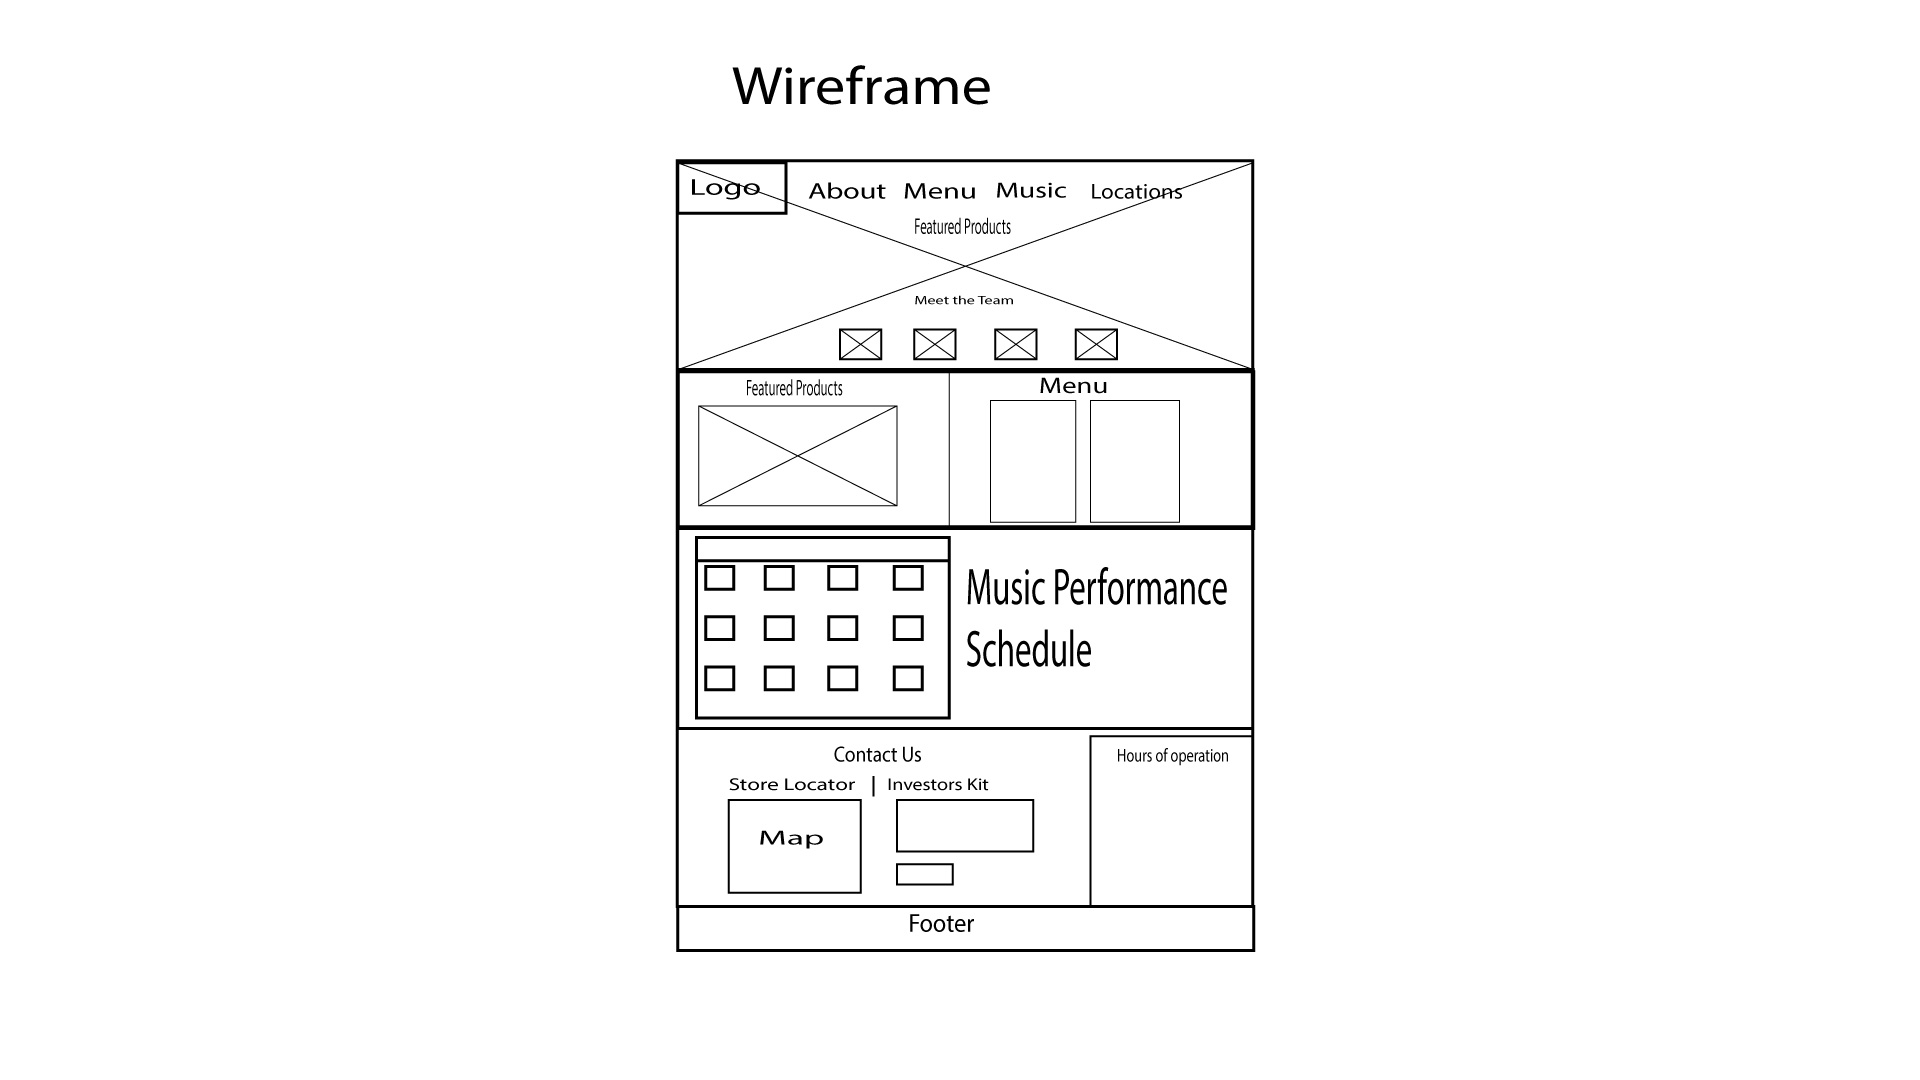 Wireframe
Logo
About Menu Music Locations
Featured Products
Meet the Team
Featured Products
Menu
Music Performance
Schedule
Contact Us
Store Locator | Investors Kit
Map
Hours of operation
Footer